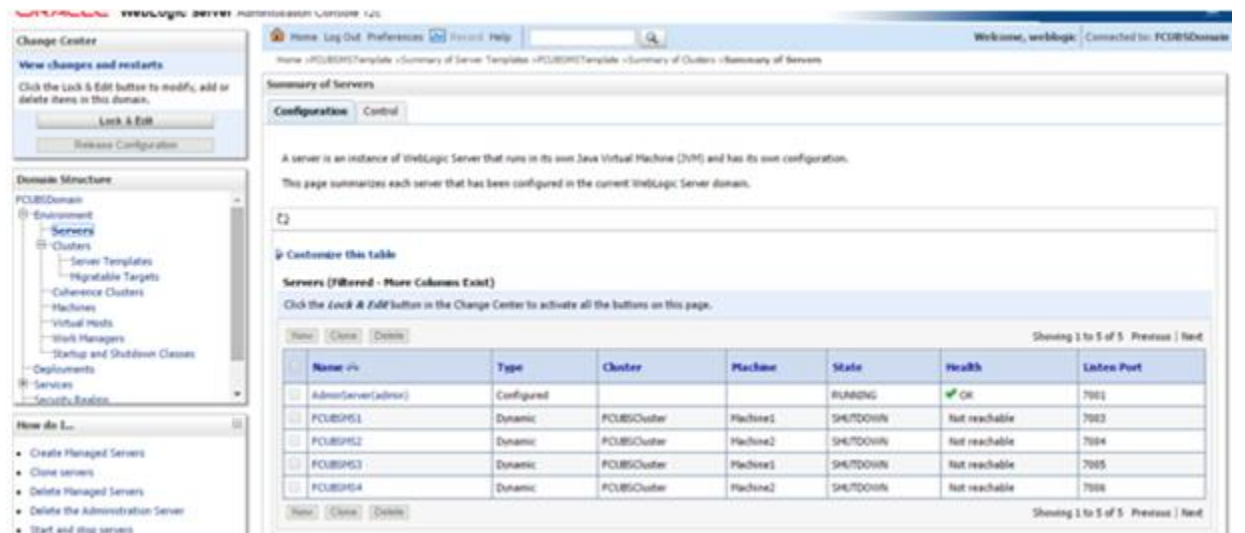 ORACLE WebLogic Server Administration Console 12c
Change Center
View changes and restarts
Click the Lock & Edit button to modify, add or
delete items in this domain.
Lock & Edit
Release Configuration
Domain Structure
FCUBSDomain
Environment
Servers
Clusters
Server Templates
Migratable Targets
Coherence Clusters
Machines
Virtual Hosts
Work Managers
Startup and Shutdown Classes
Deployments
Services
Security Realms
How do I...
Create Managed Servers
Clone servers
Delete Managed Servers
Delete the Administration Server
Start and stop servers
Home Log Out Preferences Record Help
Welcome, weblogic Connected to: FCUBSDomain
Home >FCUBSMSTemplate >Summary of Server Templates >FCUBSMSTemplate >Summary of Clusters >Summary of Servers
Summary of Servers
Configuration Control
A server is an instance of WebLogic Server that runs in its own Java Virtual Machine (JVM) and has its own configuration.
This page summarizes each server that has been configured in the current WebLogic Server domain.
Customize this table
Servers (Filtered - More Columns Exist)
Click the Lock & Edit button in the Change Center to activate all the buttons on this page.
New Clone Delete Showing 1 to 5 of 5 Previous | Next
Name Type Cluster Machine State Health Listen Port
AdminServer(admin) Configured RUNNING OK 7001
FCUBSMS1 Dynamic FCUBSCluster Machine1 SHUTDOWN Not reachable 7003
FCUBSMS2 Dynamic FCUBSCluster Machine2 SHUTDOWN Not reachable 7004
FCUBSMS3 Dynamic FCUBSCluster Machine1 SHUTDOWN Not reachable 7005
FCUBSMS4 Dynamic FCUBSCluster Machine2 SHUTDOWN Not reachable 7006
New Clone Delete Showing 1 to 5 of 5 Previous | Next